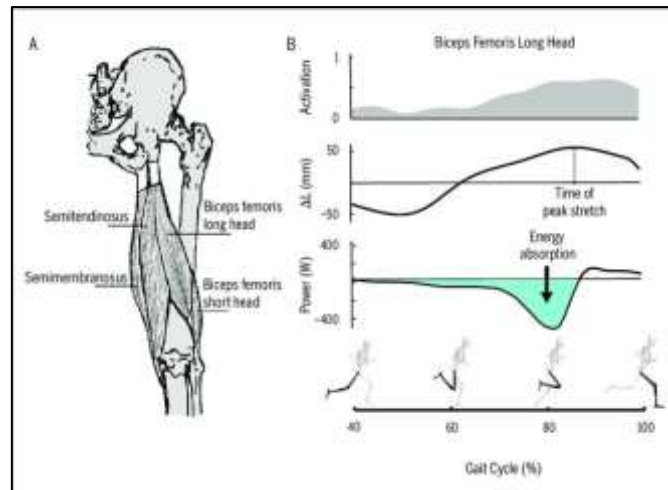 A
Semitendinosus
Biceps femoris
long head
Semimembranosus
Biceps femoris
short head
B
Biceps Femoris Long Head
Activation
1
0
ΔL (mm)
50
-50
Time of
peak stretch
Energy
absorption
Power (W)
400
-400
40
60
80
100
Gait Cycle (%)